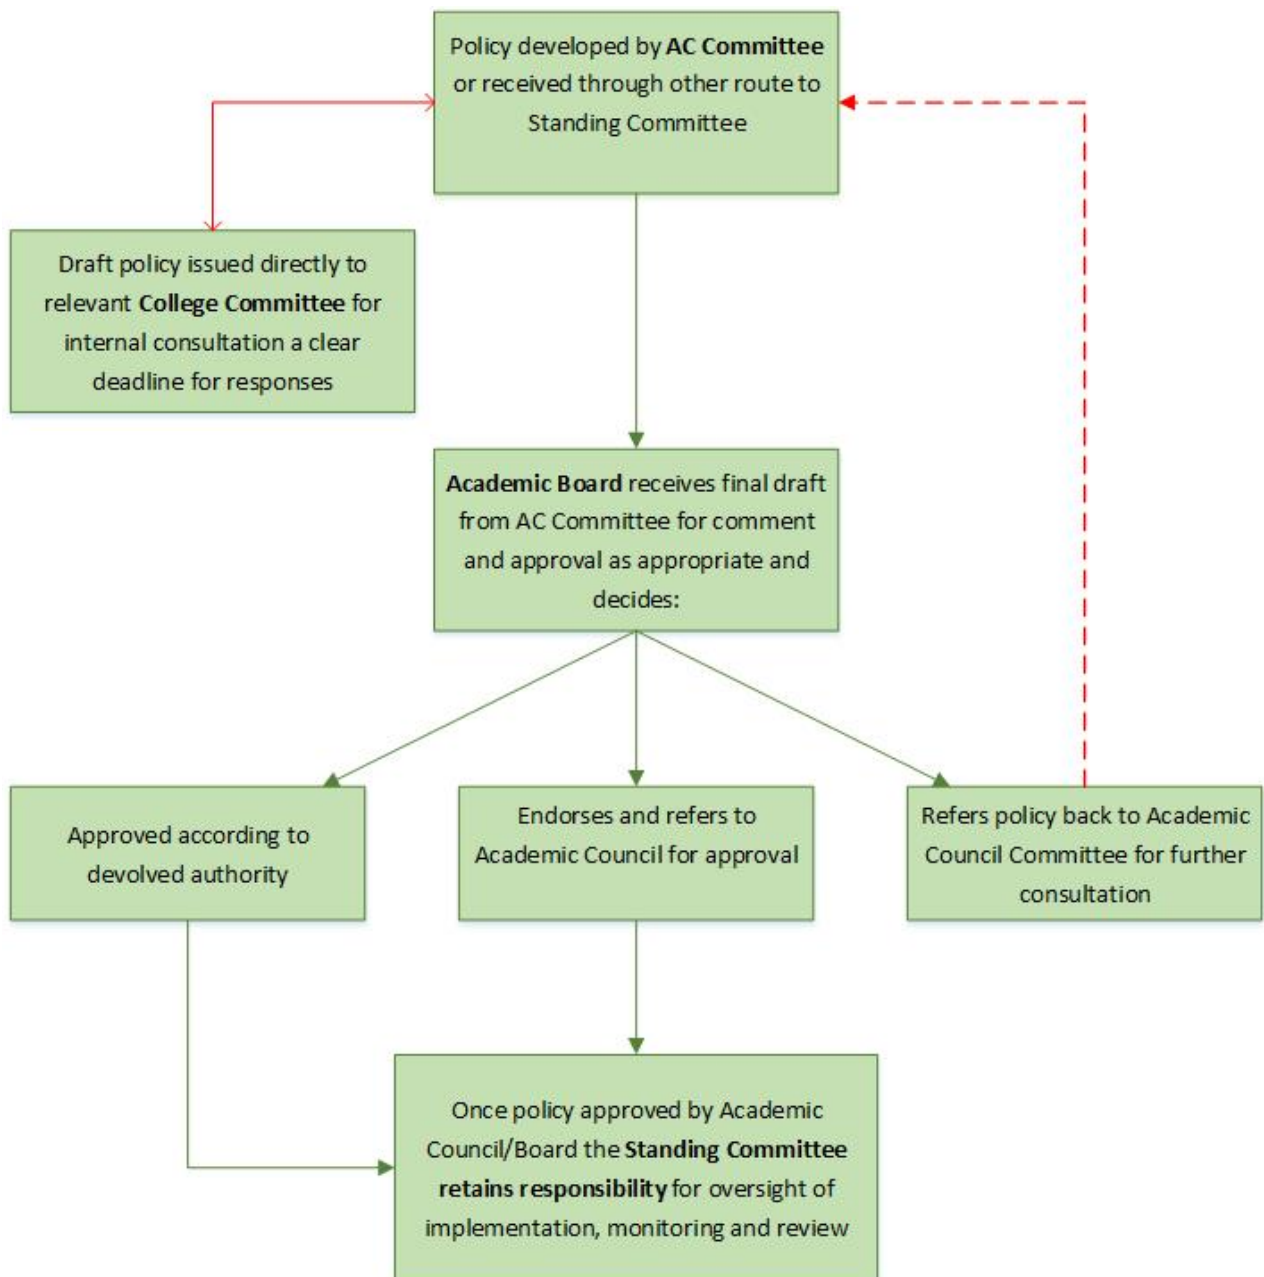 Policy developed by AC Committee
or received through other route to
Standing Committee
Draft policy issued directly to
relevant College Committee for
internal consultation a clear
deadline for responses
Academic Board receives final draft
from AC Committee for comment
and approval as appropriate and
decides:
Approved according to
devolved authority
Endorses and refers to
Academic Council for approval
Refers policy back to Academic
Council Committee for further
consultation
Once policy approved by Academic
Council/Board the Standing Committee
retains responsibility for oversight of
implementation, monitoring and review